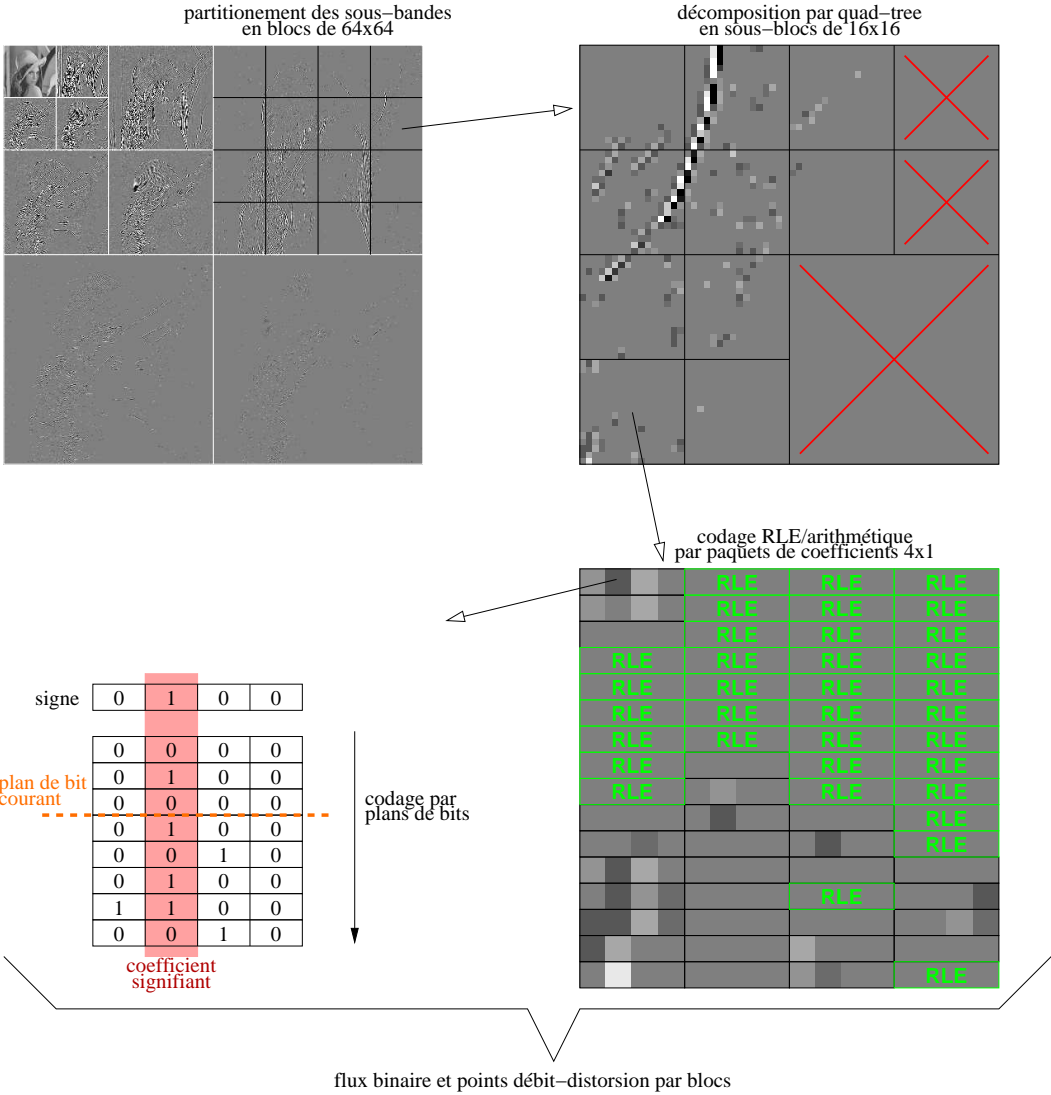 partitionement des sous−bandes
en blocs de 64x64
décomposition par quad−tree
en sous−blocs de 16x16
codage RLE/arithmétique
par paquets de coefficients 4x1
RLE RLE RLE
RLE RLE RLE
RLE RLE RLE
RLE RLE RLE RLE
RLE RLE RLE RLE
RLE RLE RLE RLE
RLE RLE RLE RLE
RLE RLE RLE
RLE RLE RLE
RLE
RLE
RLE
RLE
signe 0 1 0 0
0 0 0 0
0 1 0 0
0 0 0 0
0 1 0 0
0 0 1 0
0 1 0 0
1 1 0 0
0 0 1 0
plan de bit
courant
codage par
plans de bits
coefficient
signifiant
flux binaire et points débit−distorsion par blocs